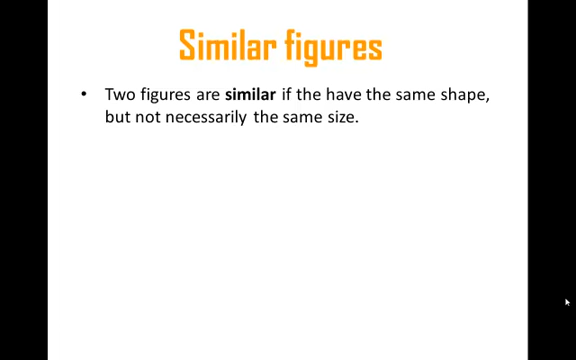 Similar figures
• Two figures are similar if the have the same shape,
but not necessarily the same size.